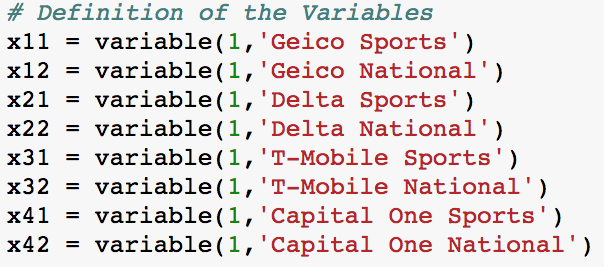 # Definition of the Variables
x11 = variable(1,'Geico Sports')
x12 = variable(1,'Geico National')
x21 = variable(1,'Delta Sports')
x22 = variable(1,'Delta National')
x31 = variable(1,'T-Mobile Sports')
x32 = variable(1,'T-Mobile National')
x41 = variable(1,'Capital One Sports')
x42 = variable(1,'Capital One National')